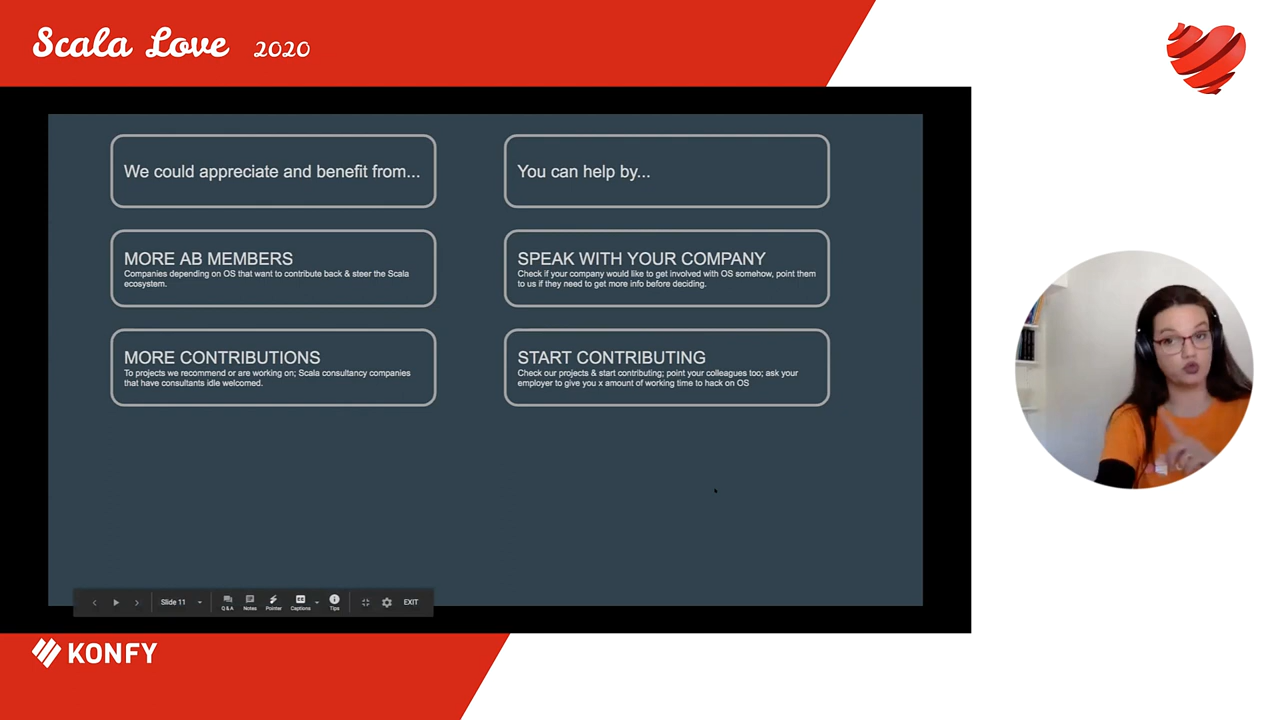 Scala Love 2020
We could appreciate and benefit from...
You can help by...
MORE AB MEMBERS
Companies depending on OS that want to contribute back & steer the Scala
ecosystem.
SPEAK WITH YOUR COMPANY
Check if your company would like to get involved with OS somehow, point them
to us if they need to get more info before deciding.
MORE CONTRIBUTIONS
To projects we recommend or are working on; Scala consultancy companies
that have consultants idle welcomed.
START CONTRIBUTING
Check our projects & start contributing; point your colleagues too; ask your
employer to give you x amount of working time to hack on OS
Slide 11
Q&A
Notes
Pointer
Captions
Tips
EXIT
KONFY